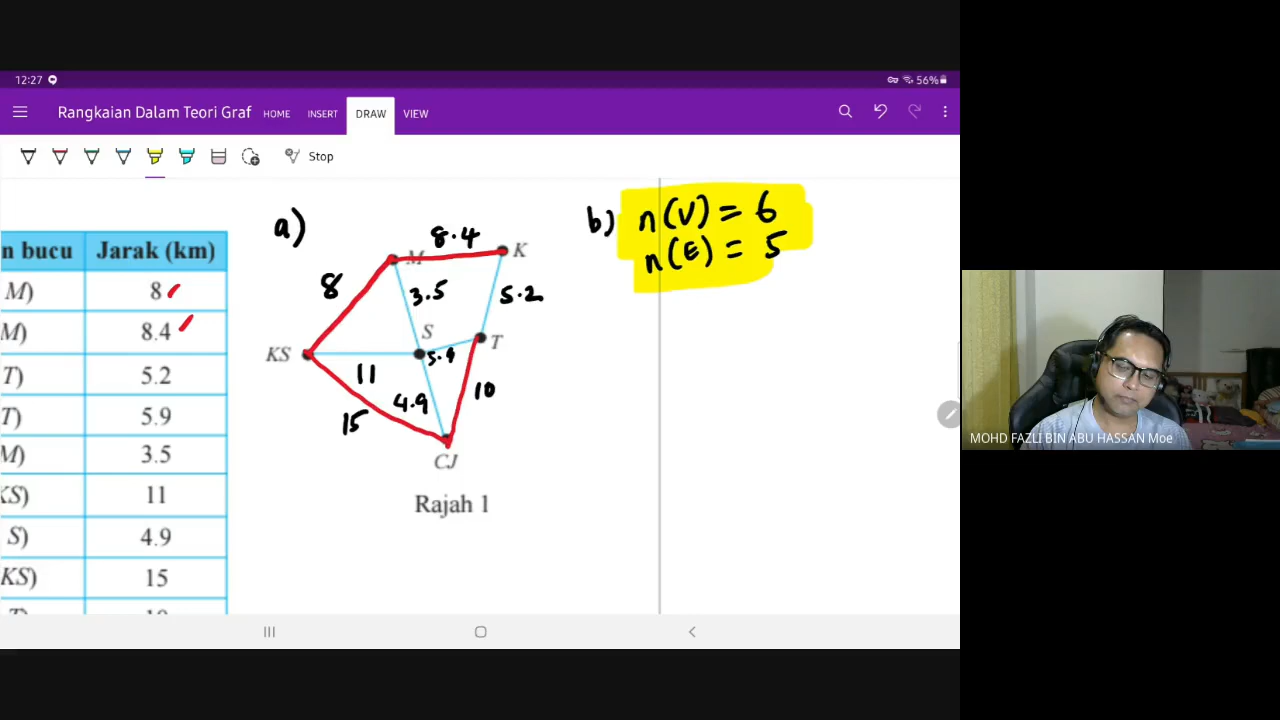 12:27
56%
Rangkaian Dalam Teori Graf
HOME
INSERT
DRAW
VIEW
Stop
n bucu Jarak (km)
M) 8
M) 8.4
T) 5.2
T) 5.9
M) 3.5
KS) 11
S) 4.9
KS) 15
a)
8.4
M
K
8
3.5
5.2
S
T
KS
5.9
11
4.9
10
15
CJ
Rajah 1
b) n(V) = 6
n(E) = 5
MOHD FAZLI BIN ABU HASSAN Moe